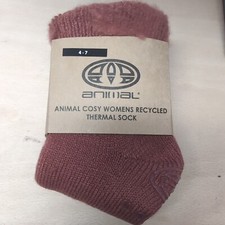 4 - 7
animal
ANIMAL COSY WOMENS RECYCLED
THERMAL SOCK